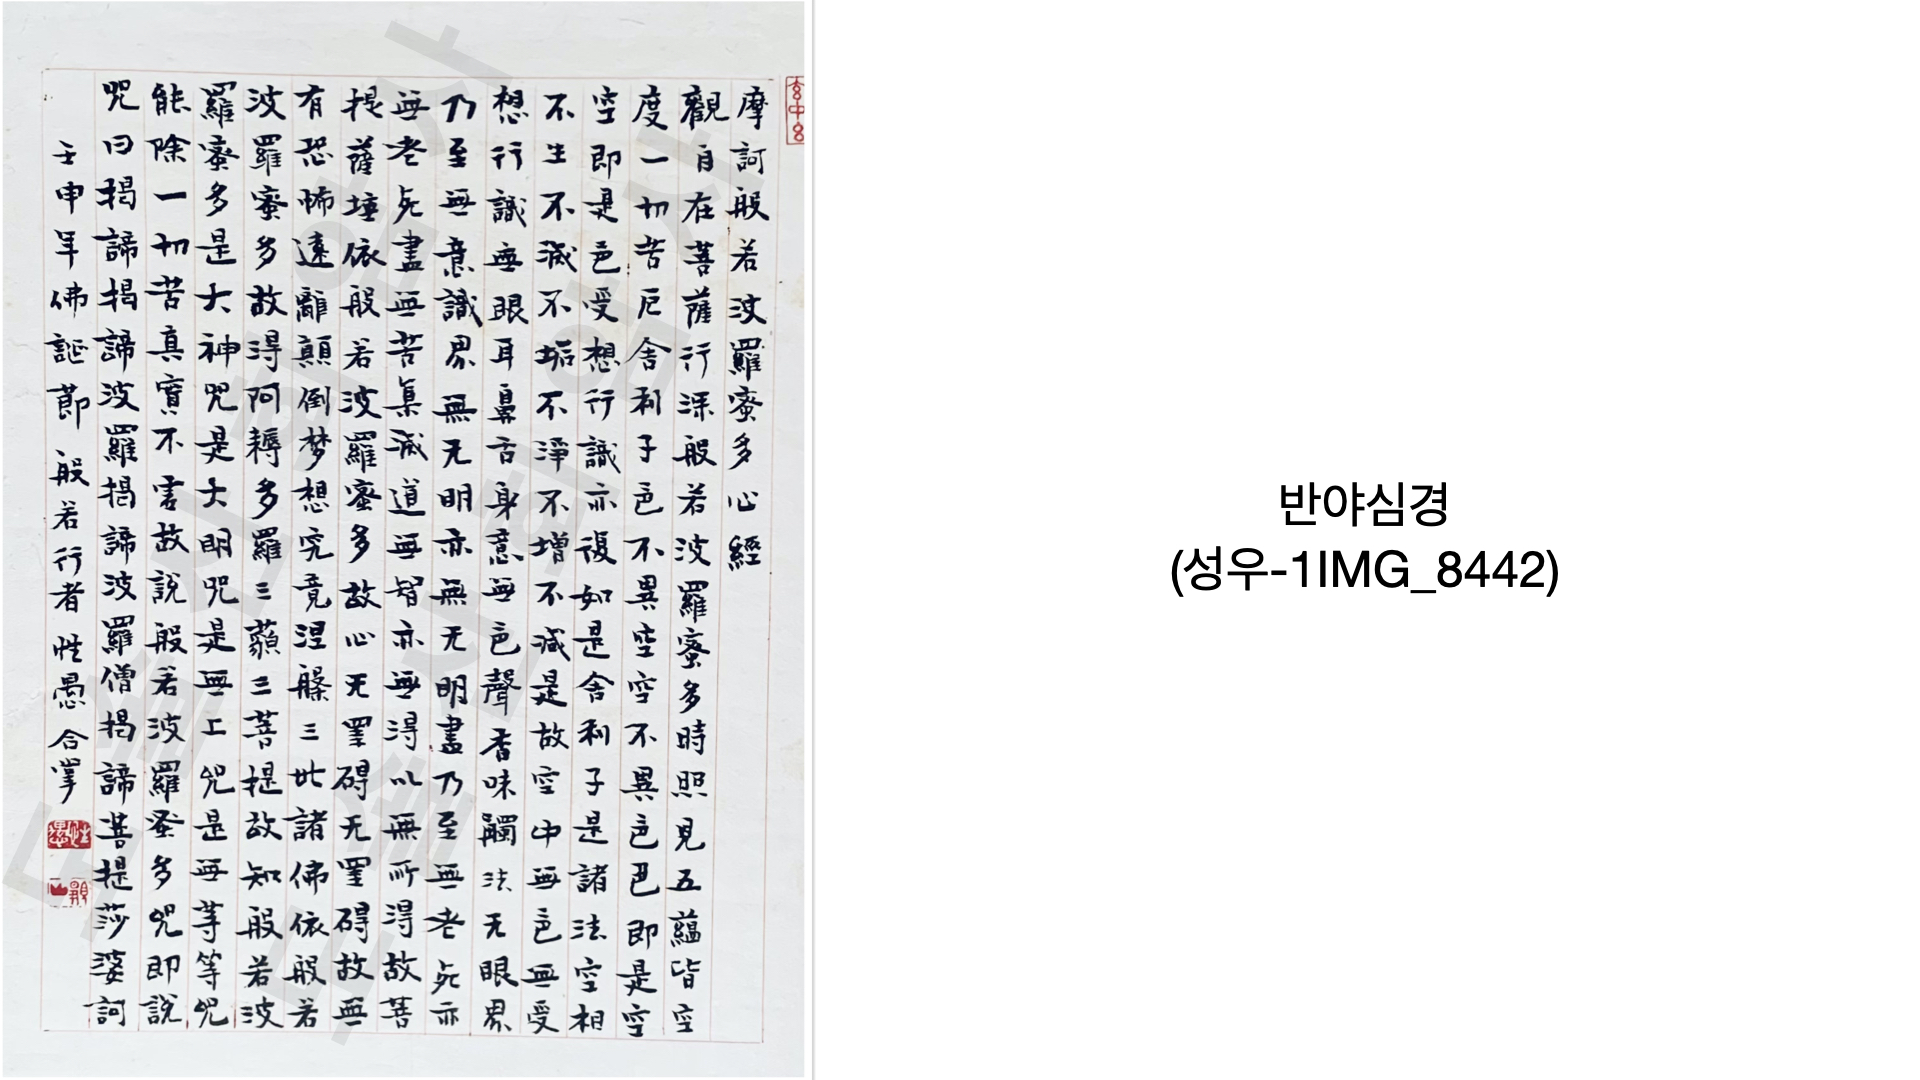 摩訶般若波羅蜜多心經
觀自在菩薩行深般若波羅蜜多時照見五蘊皆空
度一切苦厄舍利子色不異空空不異色色即是空
空即是色受想行識亦復如是舍利子是諸法空相
不生不滅不垢不淨不增不減是故空中無色無受
想行識無眼耳鼻舌身意無色聲香味觸法无眼界
乃至無意識界無无明亦無无明盡乃至無老死亦
無老死盡無苦集滅道無智亦無得以無所得故菩
提薩埵依般若波羅蜜多故心无罣碍无罣碍故無
有恐怖遠離顛倒梦想究竟涅槃三世諸佛依般若
波羅蜜多故得阿耨多羅三藐三菩提故知般若波
羅蜜多是大神咒是大明咒是無上咒是無等等咒
能除一切苦真實不虛故說般若波羅蜜多咒即說
咒曰揭諦揭諦波羅揭諦波羅僧揭諦菩提莎婆訶
壬申年佛誕節 般若行者性愚合掌
性愚
반야심경
(성우-1IMG_8442)